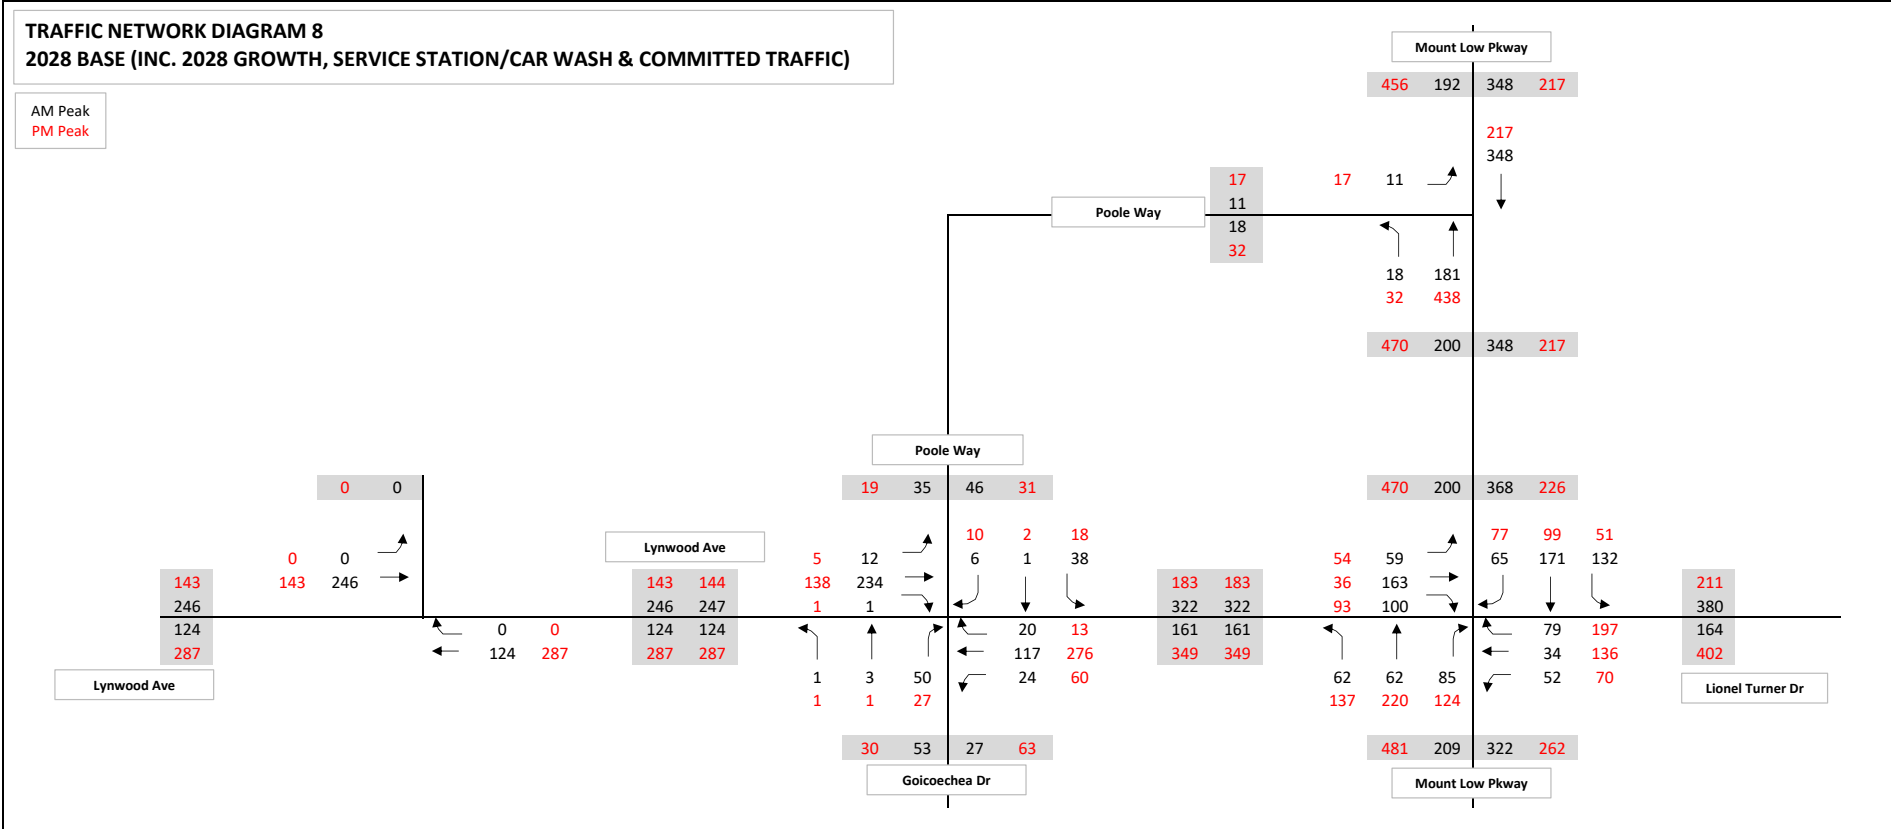 TRAFFIC NETWORK DIAGRAM 8
2028 BASE (INC. 2028 GROWTH, SERVICE STATION/CAR WASH & COMMITTED TRAFFIC)
AM Peak
PM Peak
Mount Low Pkway
456 192 348 217
217
348
17 17 11
11
Poole Way
18
32
18 181
32 438
470 200 348 217
Poole Way
0 0 19 35 46 31 470 200 368 226
Lynwood Ave
10 2 18 77 99 51
0 0 5 12 6 1 38 54 59 65 171 132
143 143 246 143 144 138 234 183 183 36 163 211
246 246 247 1 1 322 322 93 100 380
124 0 0 124 124 20 13 161 161 79 197 164
287 124 287 287 287 117 276 349 349 34 136 402
Lynwood Ave
1 3 50 24 60 62 62 85 52 70
Lionel Turner Dr
1 1 27 137 220 124
30 53 27 63 481 209 322 262
Goicoechea Dr
Mount Low Pkway